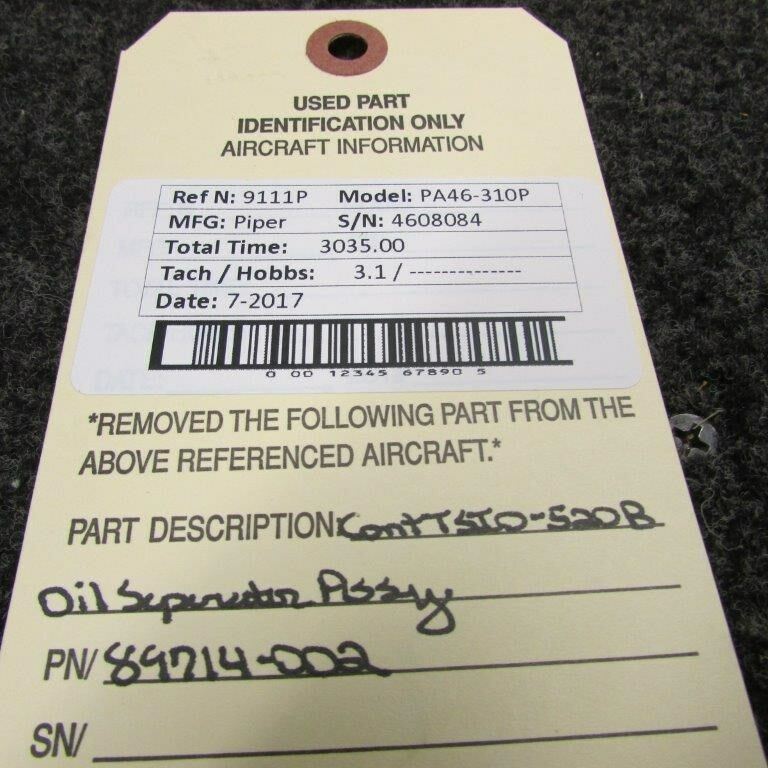 USED PART
IDENTIFICATION ONLY
AIRCRAFT INFORMATION
Ref N: 9111P Model: PA46-310P
MFG: Piper S/N: 4608084
Total Time: 3035.00
Tach / Hobbs: 3.1 / --------------
Date: 7-2017
0 00 12345 67890 5
*REMOVED THE FOLLOWING PART FROM THE
ABOVE REFERENCED AIRCRAFT.*
PART DESCRIPTION: Cont TSIO-520B
Oil Seperator Assy
PN/ 89714-002
SN/